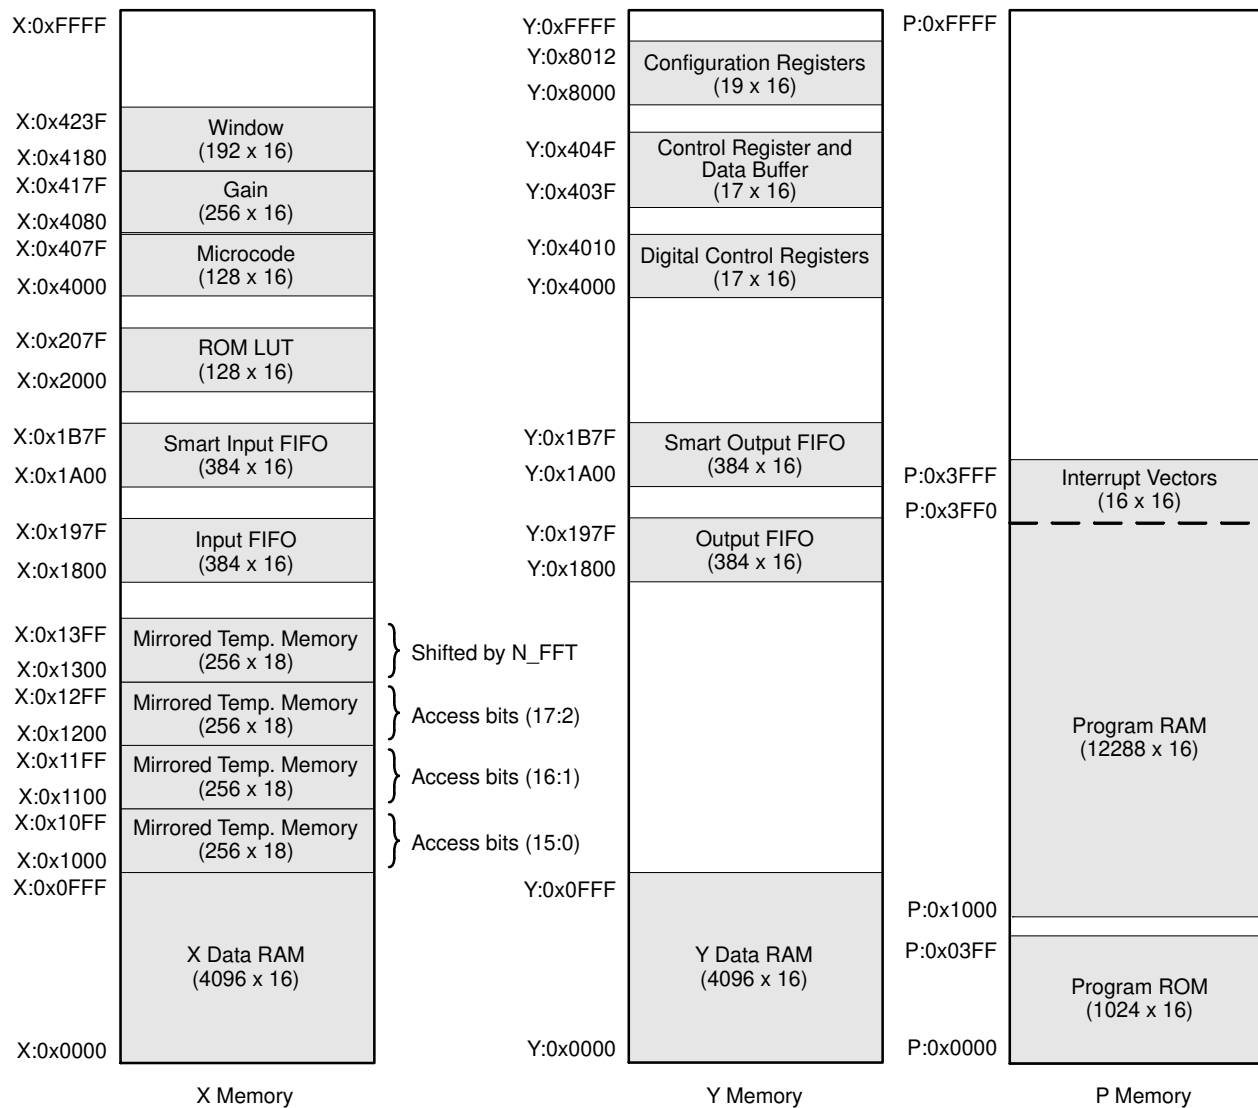 X:0xFFFF
X:0x423F
Window
(192 x 16)
X:0x4180
X:0x417F
Gain
(256 x 16)
X:0x4080
X:0x407F
Microcode
(128 x 16)
X:0x4000
X:0x207F
ROM LUT
(128 x 16)
X:0x2000
X:0x1B7F
Smart Input FIFO
(384 x 16)
X:0x1A00
X:0x197F
Input FIFO
(384 x 16)
X:0x1800
X:0x13FF
Mirrored Temp. Memory
(256 x 18)
X:0x1300
Shifted by N_FFT
X:0x12FF
Mirrored Temp. Memory
(256 x 18)
X:0x1200
Access bits (17:2)
X:0x11FF
Mirrored Temp. Memory
(256 x 18)
X:0x1100
Access bits (16:1)
X:0x10FF
Mirrored Temp. Memory
(256 x 18)
X:0x1000
Access bits (15:0)
X:0x0FFF
X Data RAM
(4096 x 16)
X:0x0000
X Memory
Y:0xFFFF
Y:0x8012
Configuration Registers
(19 x 16)
Y:0x8000
Y:0x404F
Control Register and
Data Buffer
(17 x 16)
Y:0x403F
Y:0x4010
Digital Control Registers
(17 x 16)
Y:0x4000
Y:0x1B7F
Smart Output FIFO
(384 x 16)
Y:0x1A00
Y:0x197F
Output FIFO
(384 x 16)
Y:0x1800
Y:0x0FFF
Y Data RAM
(4096 x 16)
Y:0x0000
Y Memory
P:0xFFFF
P:0x3FFF
Interrupt Vectors
(16 x 16)
P:0x3FF0
Program RAM
(12288 x 16)
P:0x1000
P:0x03FF
Program ROM
(1024 x 16)
P:0x0000
P Memory